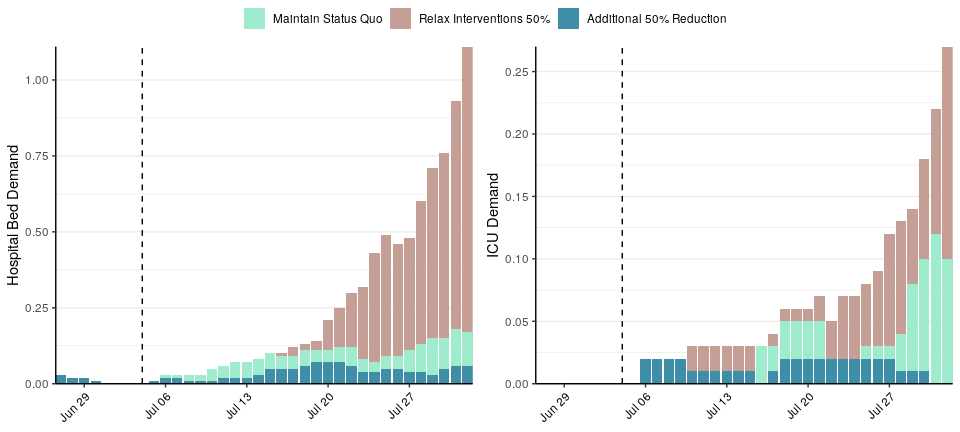 Maintain Status Quo Relax Interventions 50% Additional 50% Reduction
Hospital Bed Demand
1.00
0.75
0.50
0.25
0.00
Jun 29 Jul 06 Jul 13 Jul 20 Jul 27
ICU Demand
0.25
0.20
0.15
0.10
0.05
0.00
Jun 29 Jul 06 Jul 13 Jul 20 Jul 27